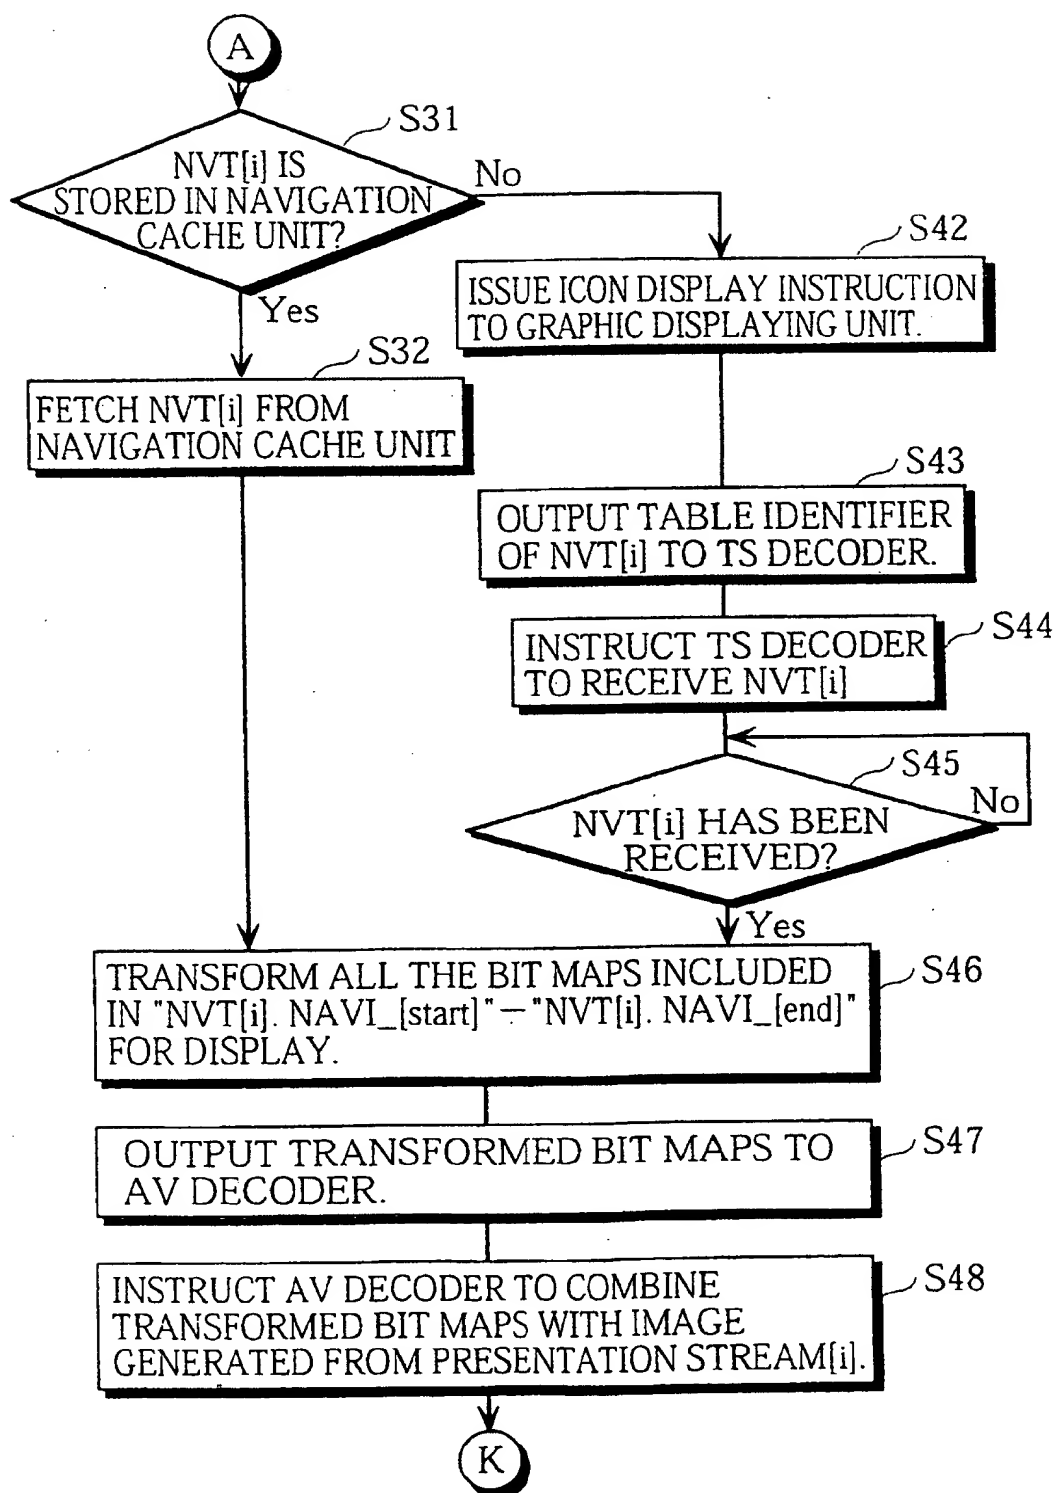 A
S31
NVT[i] IS
STORED IN NAVIGATION
CACHE UNIT?
No
Yes
S42
ISSUE ICON DISPLAY INSTRUCTION
TO GRAPHIC DISPLAYING UNIT.
S32
FETCH NVT[i] FROM
NAVIGATION CACHE UNIT
S43
OUTPUT TABLE IDENTIFIER
OF NVT[i] TO TS DECODER.
S44
INSTRUCT TS DECODER
TO RECEIVE NVT[i]
S45
NVT[i] HAS BEEN
RECEIVED?
No
Yes
S46
TRANSFORM ALL THE BIT MAPS INCLUDED
IN "NVT[i]. NAVI_[start]" – "NVT[i]. NAVI_[end]"
FOR DISPLAY.
S47
OUTPUT TRANSFORMED BIT MAPS TO
AV DECODER.
S48
INSTRUCT AV DECODER TO COMBINE
TRANSFORMED BIT MAPS WITH IMAGE
GENERATED FROM PRESENTATION STREAM[i].
K